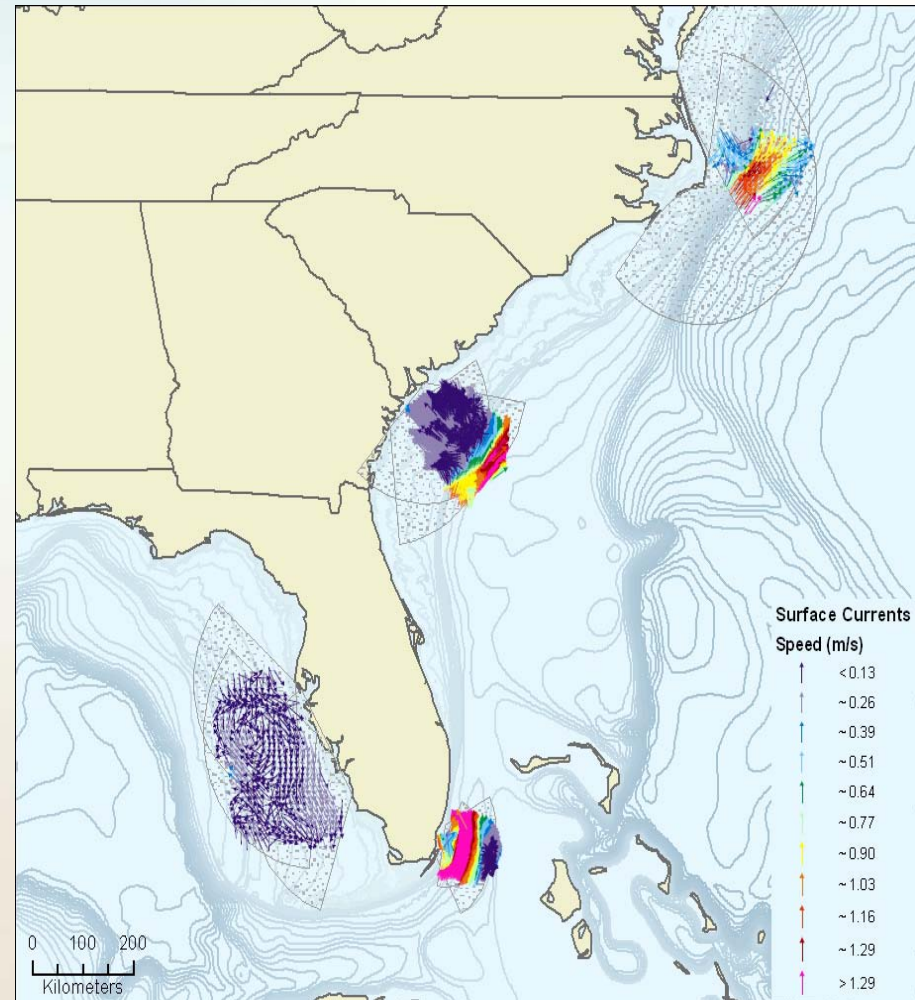 Surface Currents
Speed (m/s)
<0.13
~0.26
~0.39
~0.51
~0.64
~0.77
~0.90
~1.03
~1.16
~1.29
>1.29
0 100 200
Kilometers